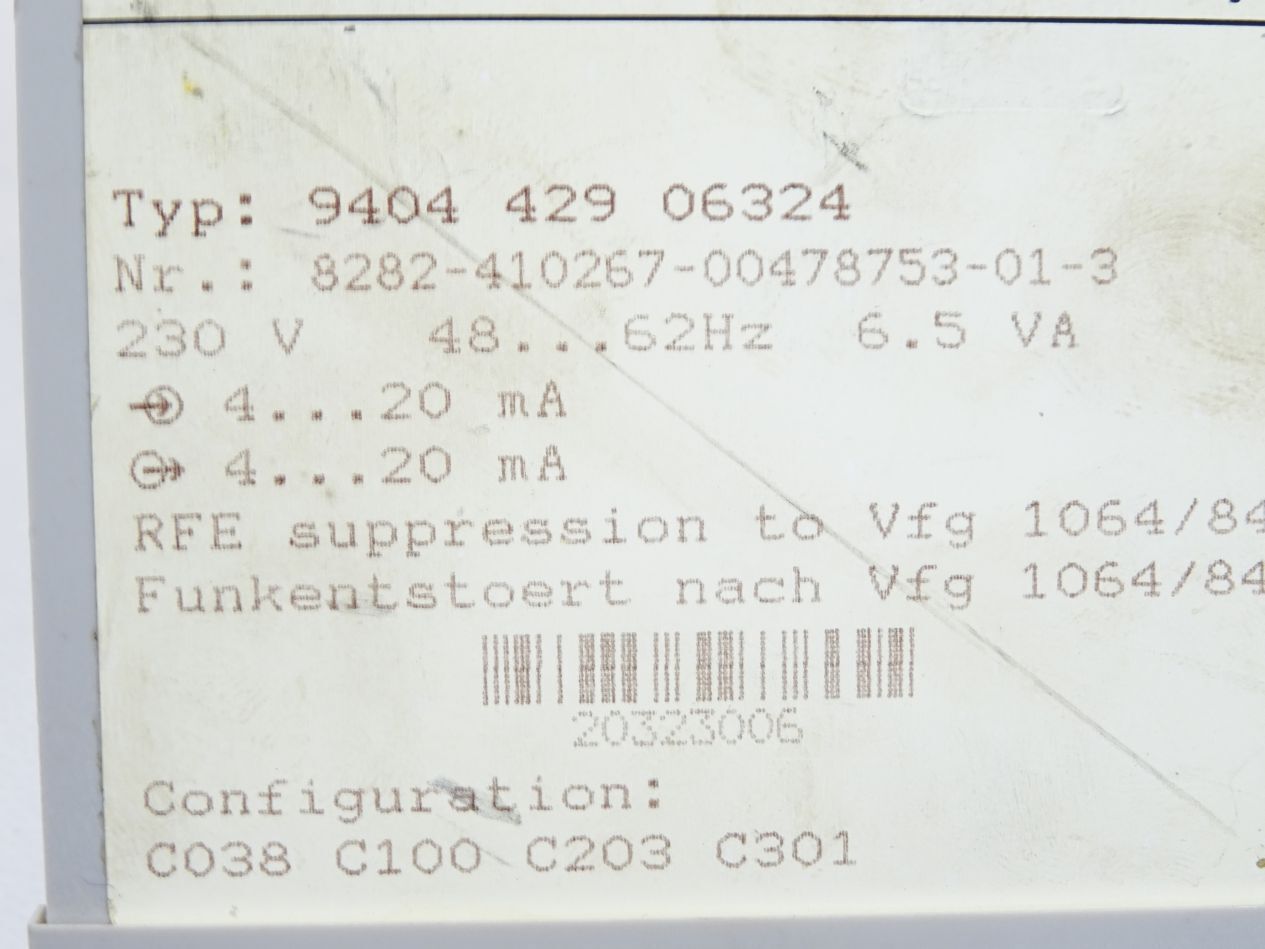 Typ: 9404 429 06324
Nr.: 8282-410267-00478753-01-3
230 V 48...62Hz 6.5 VA
4...20 mA
4...20 mA
RFE suppression to Vfg 1064/84
Funkentstoert nach Vfg 1064/84
20323006
Configuration:
C038 C100 C203 C301